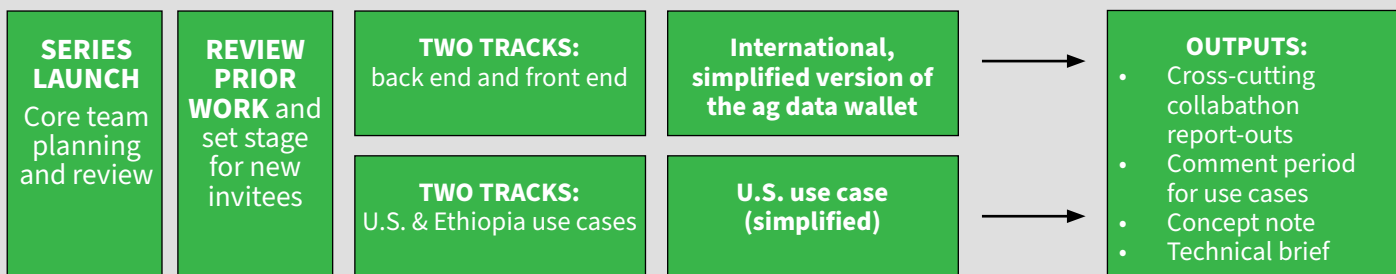 SERIES
LAUNCH
Core team
planning
and review
REVIEW
PRIOR
WORK and
set stage
for new
invitees
TWO TRACKS:
back end and front end
International,
simplified version of
the ag data wallet
TWO TRACKS:
U.S. & Ethiopia use cases
U.S. use case
(simplified)
OUTPUTS:
• Cross-cutting
collabathon
report-outs
• Comment period
for use cases
• Concept note
• Technical brief